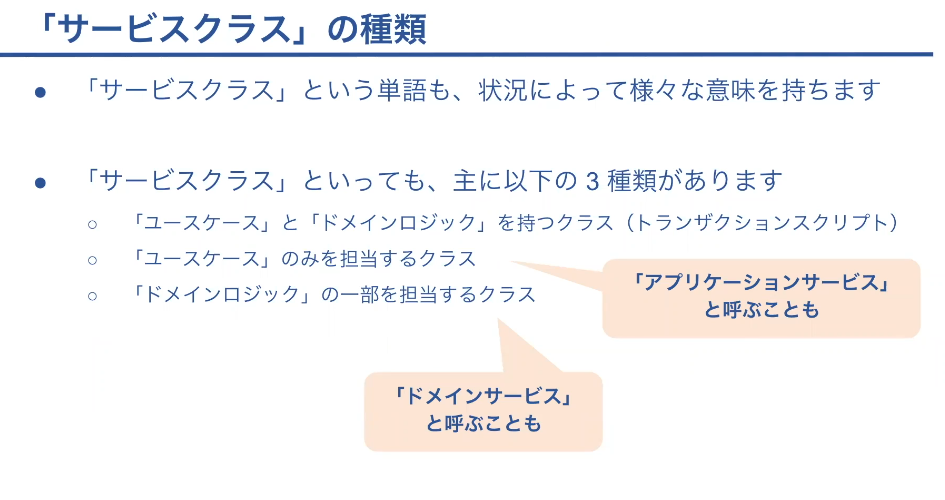 「サービスクラス」の種類
● 「サービスクラス」という単語も、状況によって様々な意味を持ちます
● 「サービスクラス」といっても、主に以下の 3 種類があります
○ 「ユースケース」と「ドメインロジック」を持つクラス（トランザクションスクリプト）
○ 「ユースケース」のみを担当するクラス
○ 「ドメインロジック」の一部を担当するクラス
「アプリケーションサービス」
と呼ぶことも
「ドメインサービス」
と呼ぶことも